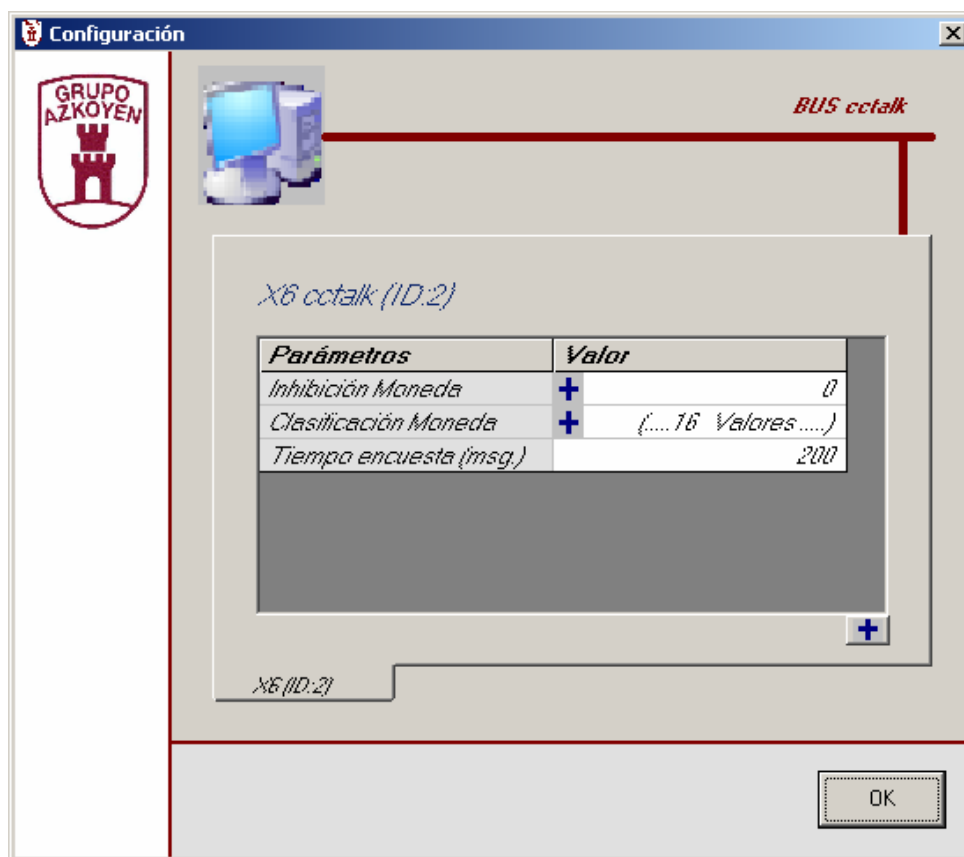 Configuración
GRUPO
AZKOYEN
BUS cctalk
X6 cctalk (ID:2)
Parámetros Valor
Inhibición Moneda 0
Clasificación Moneda (....16 Valores.....)
Tiempo encuesta (msg.) 200
X6 (ID:2)
OK